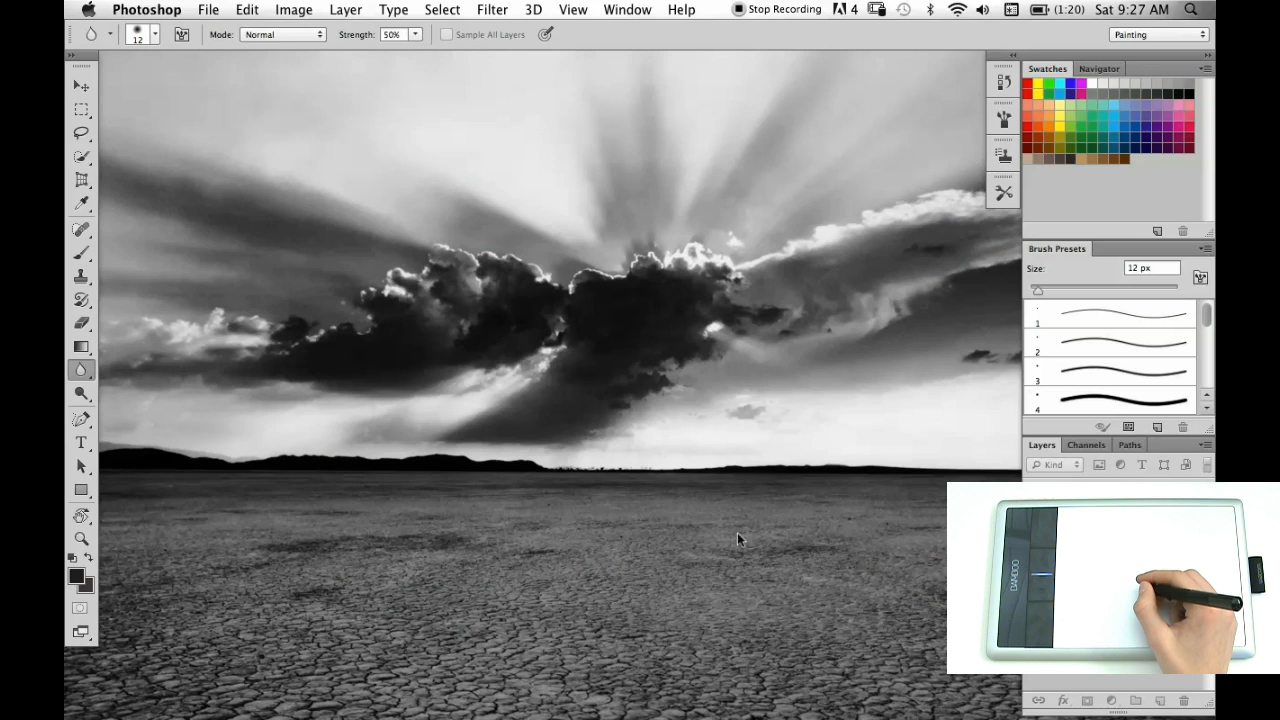 Photoshop File Edit Image Layer Type Select Filter 3D View Window Help Stop Recording 4 (1:20) Sat 9:27 AM
12 Mode: Normal Strength: 50% Sample All Layers Painting
Swatches Navigator
Brush Presets
Size: 12 px
1
2
3
4
Layers Channels Paths
Kind
BAMBOO